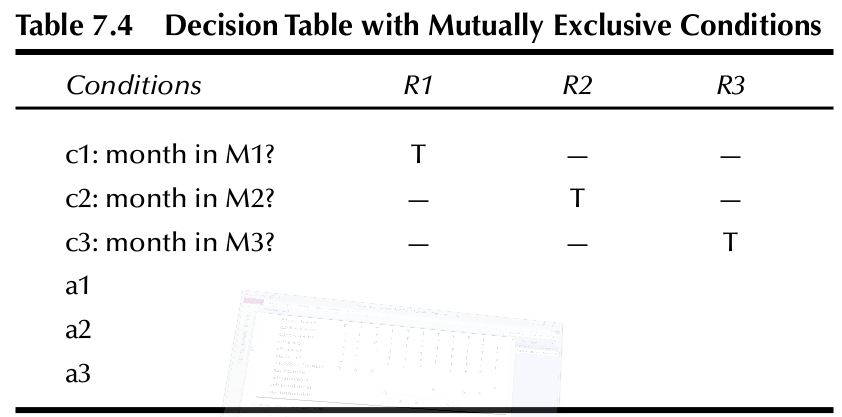 Table 7.4 Decision Table with Mutually Exclusive Conditions
Conditions R1 R2 R3
c1: month in M1? T — —
c2: month in M2? — T —
c3: month in M3? — — T
a1
a2
a3